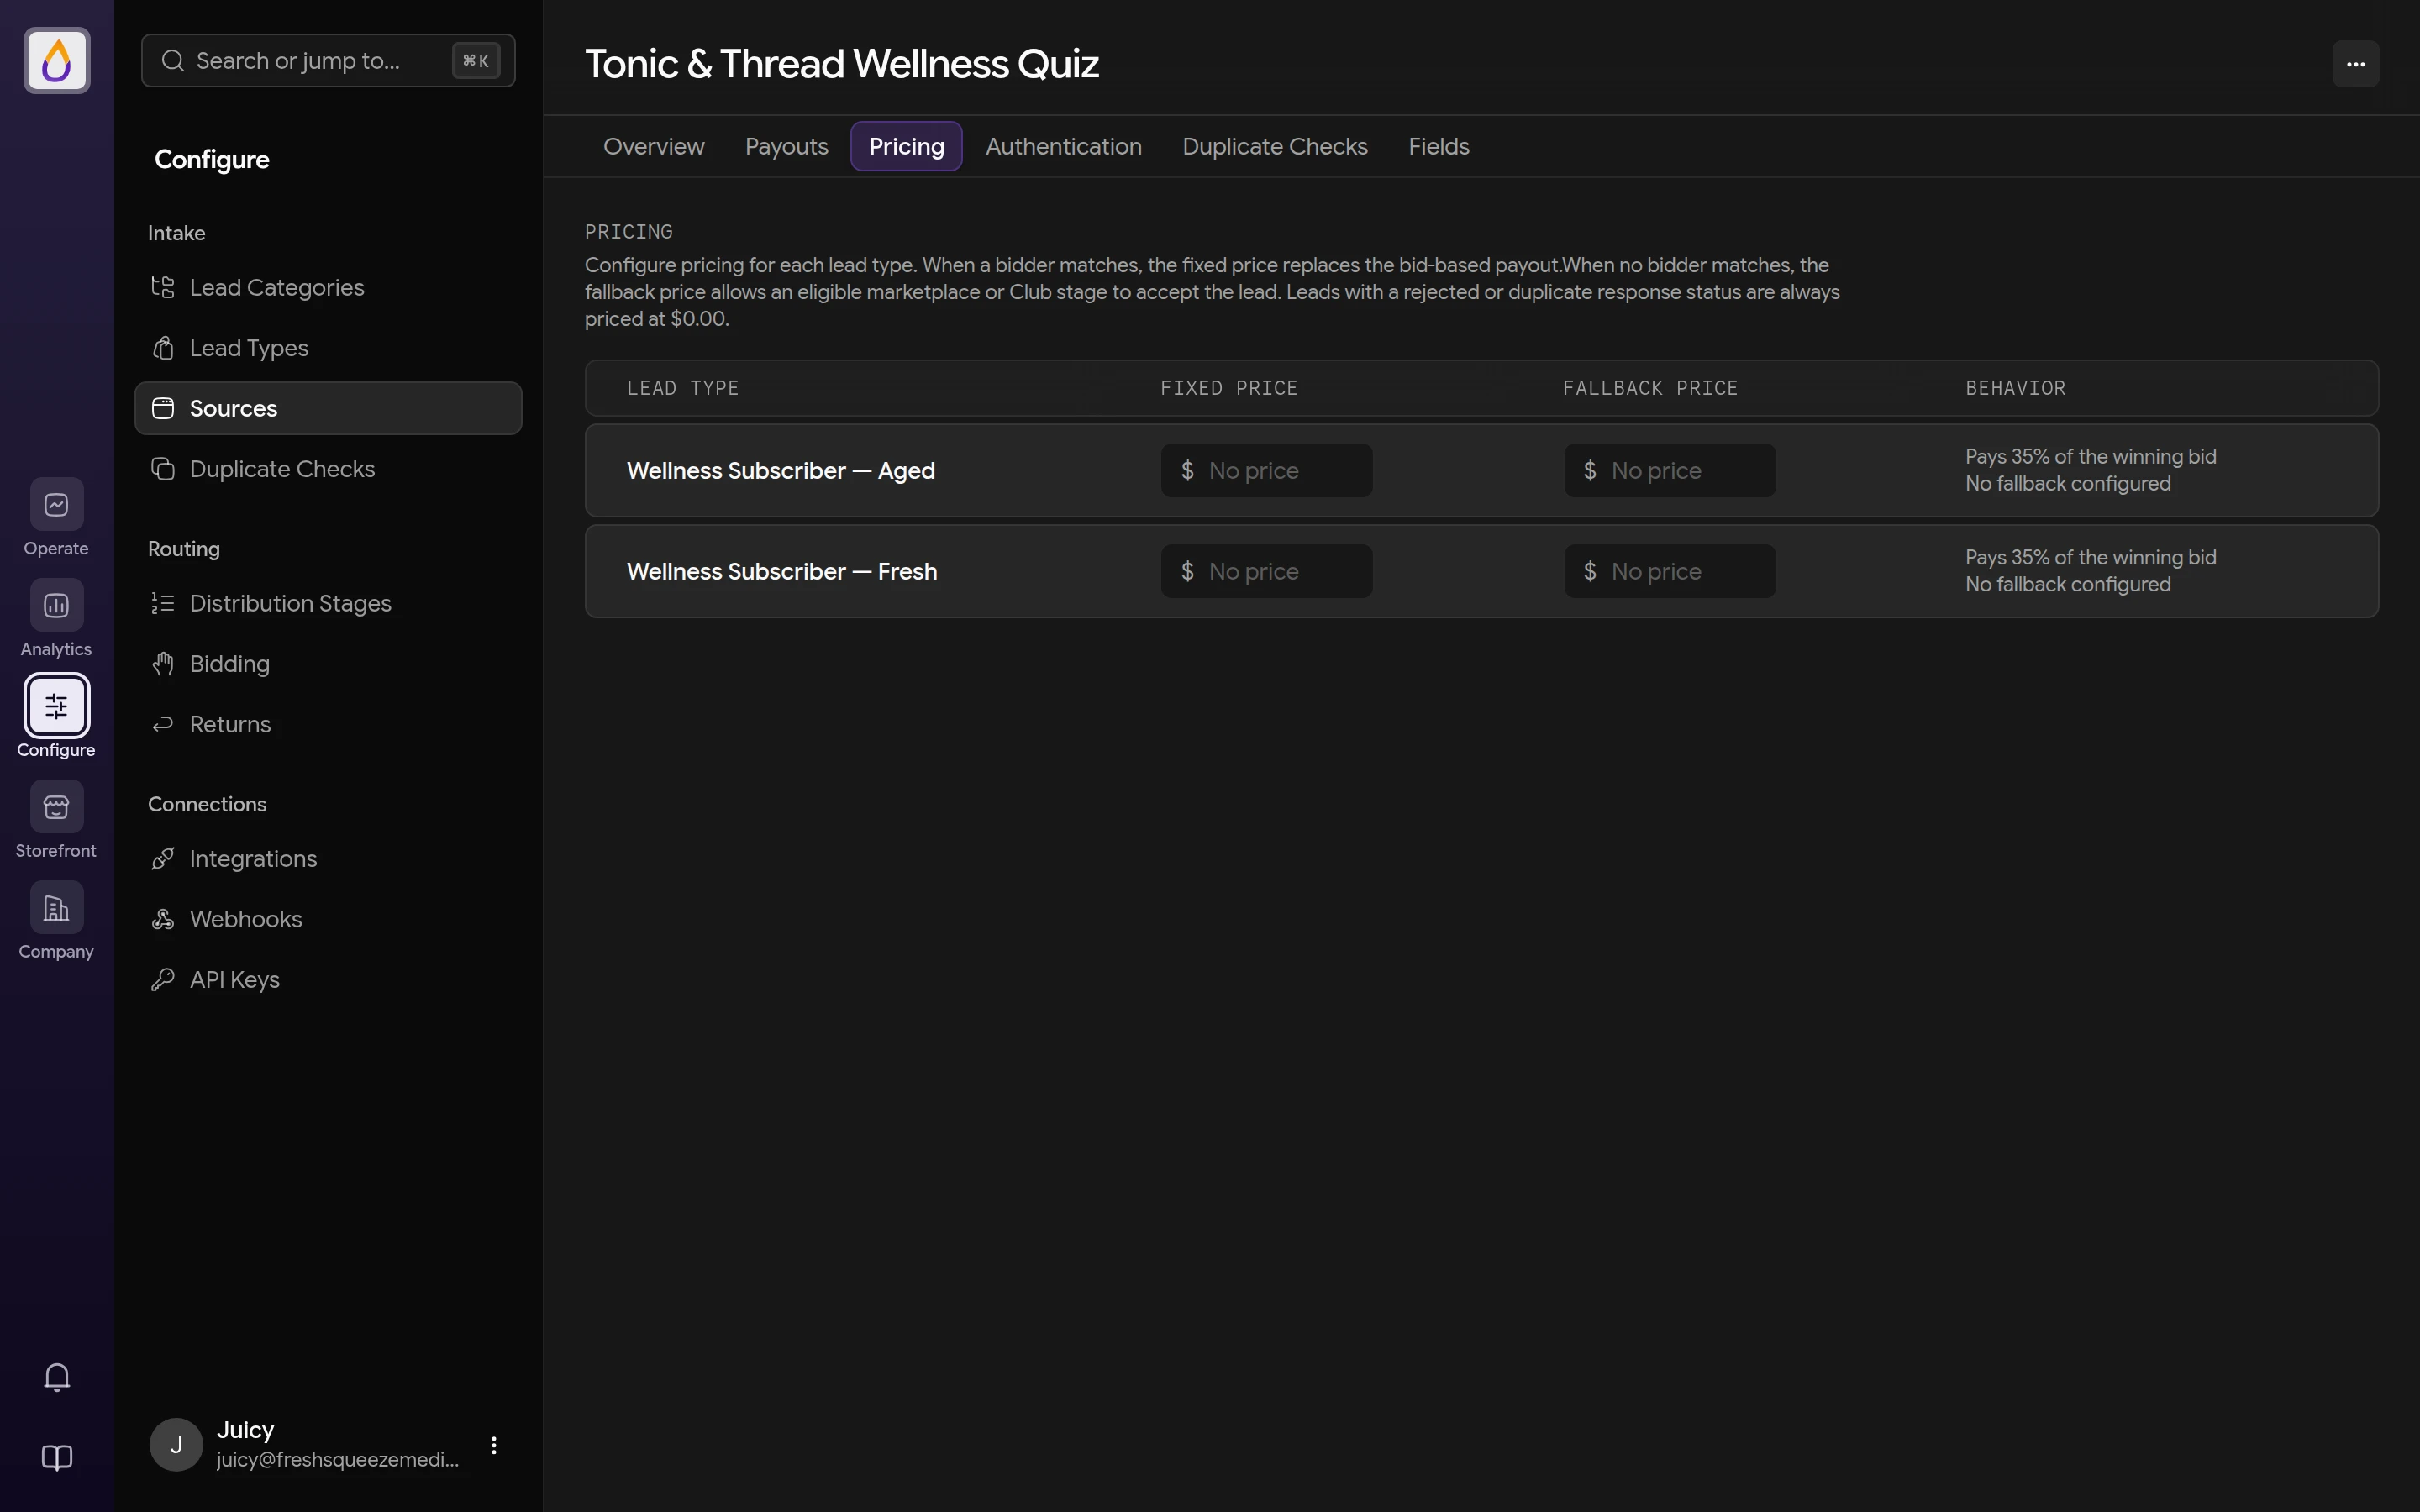 Search or jump to...
⌘K
Configure
Intake
Lead Categories
Lead Types
Sources
Duplicate Checks
Routing
Distribution Stages
Bidding
Returns
Connections
Integrations
Webhooks
API Keys
Operate
Analytics
Configure
Storefront
Company
J
Juicy
juicy@freshsqueezemedi...
Tonic & Thread Wellness Quiz
Overview
Payouts
Pricing
Authentication
Duplicate Checks
Fields
PRICING
Configure pricing for each lead type. When a bidder matches, the fixed price replaces the bid-based payout.When no bidder matches, the
fallback price allows an eligible marketplace or Club stage to accept the lead. Leads with a rejected or duplicate response status are always
priced at $0.00.
LEAD TYPE
FIXED PRICE
FALLBACK PRICE
BEHAVIOR
Wellness Subscriber — Aged
$ No price
$ No price
Pays 35% of the winning bid
No fallback configured
Wellness Subscriber — Fresh
$ No price
$ No price
Pays 35% of the winning bid
No fallback configured